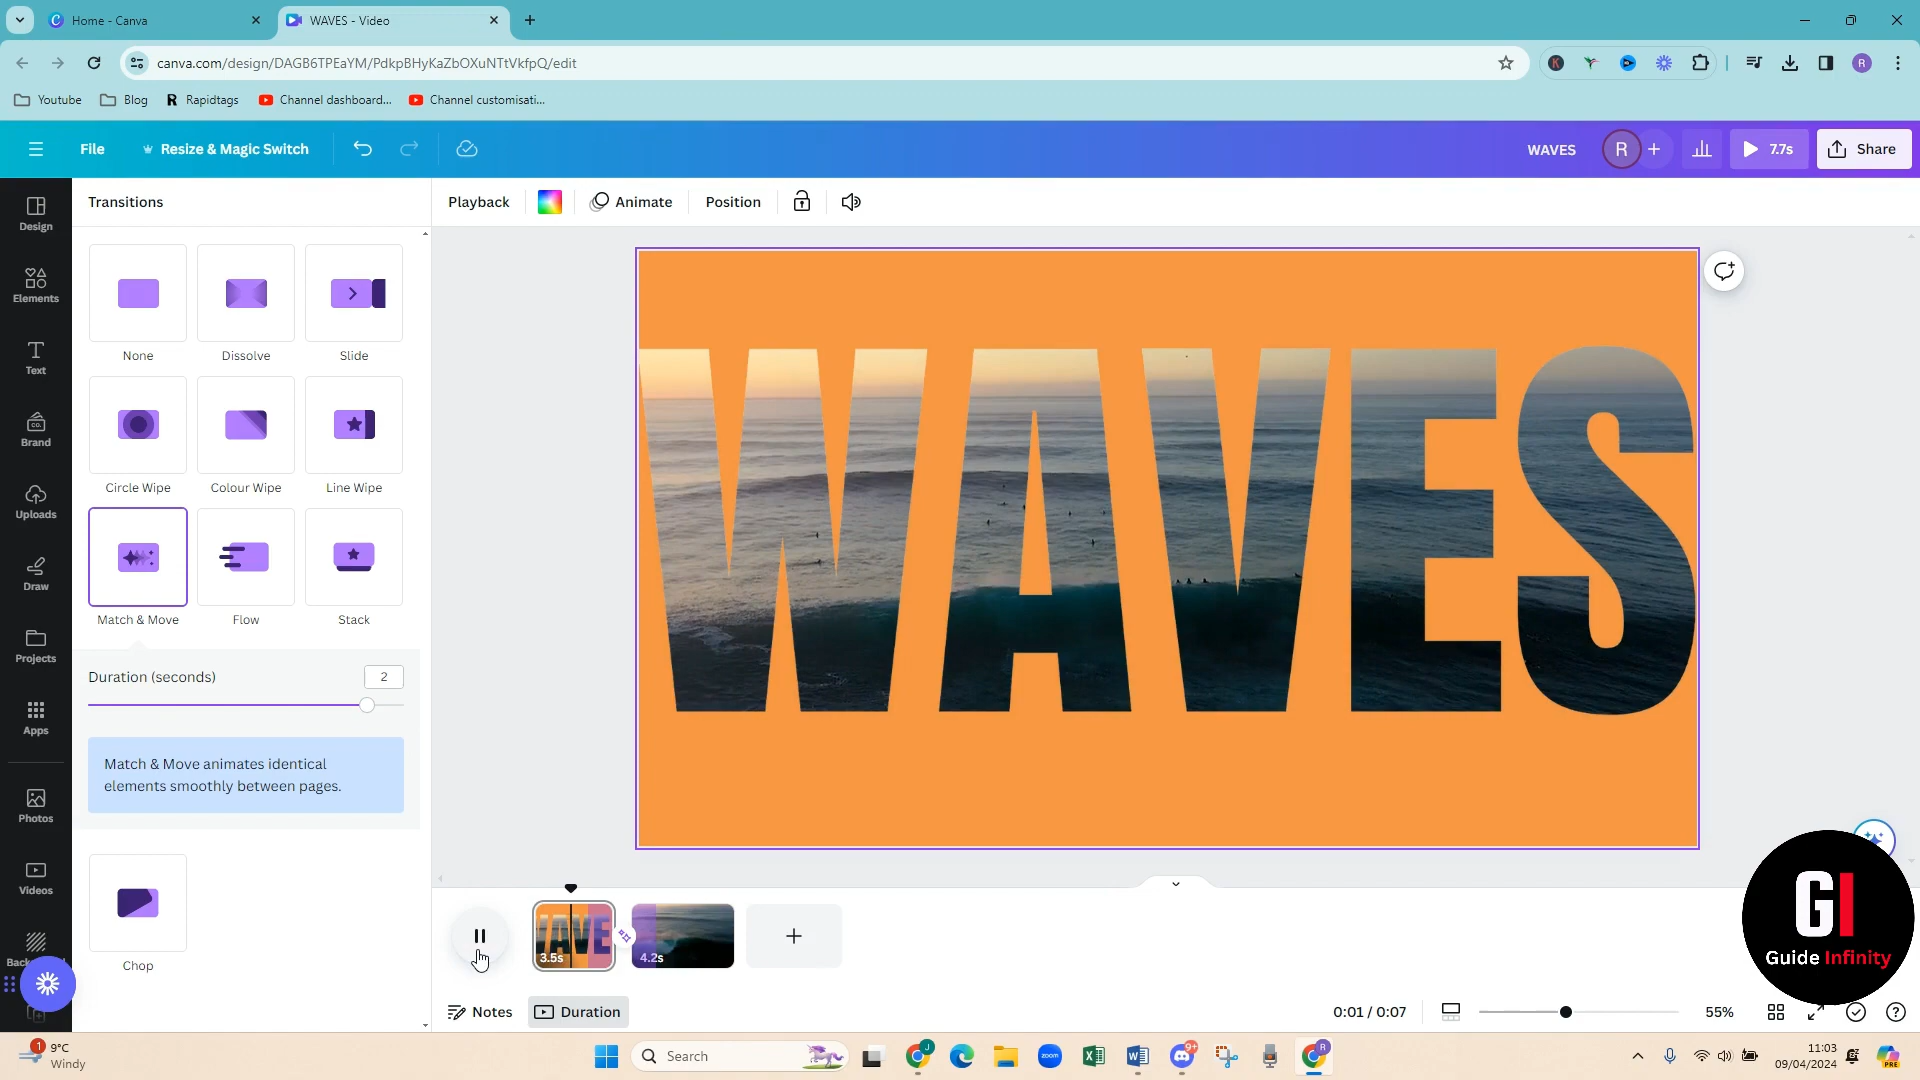 Home - Canva
WAVES - Video
canva.com/design/DAGB6TPEaYM/PdkpBHyKaZbOXuNTtVkfpQ/edit
Youtube
Blog
Rapidtags
Channel dashboard...
Channel customisati...
File
Resize & Magic Switch
WAVES
R
7.7s
Share
Design
Elements
Text
Brand
Uploads
Draw
Projects
Apps
Photos
Videos
Transitions
None
Dissolve
Slide
Circle Wipe
Colour Wipe
Line Wipe
Match & Move
Flow
Stack
Duration (seconds)
2
Match & Move animates identical
elements smoothly between pages.
Chop
Playback
Animate
Position
WAVES
3.5s
4.2s
Notes
Duration
0:01 / 0:07
55%
GI
Guide Infinity
9°C
Windy
Search
11:03
09/04/2024